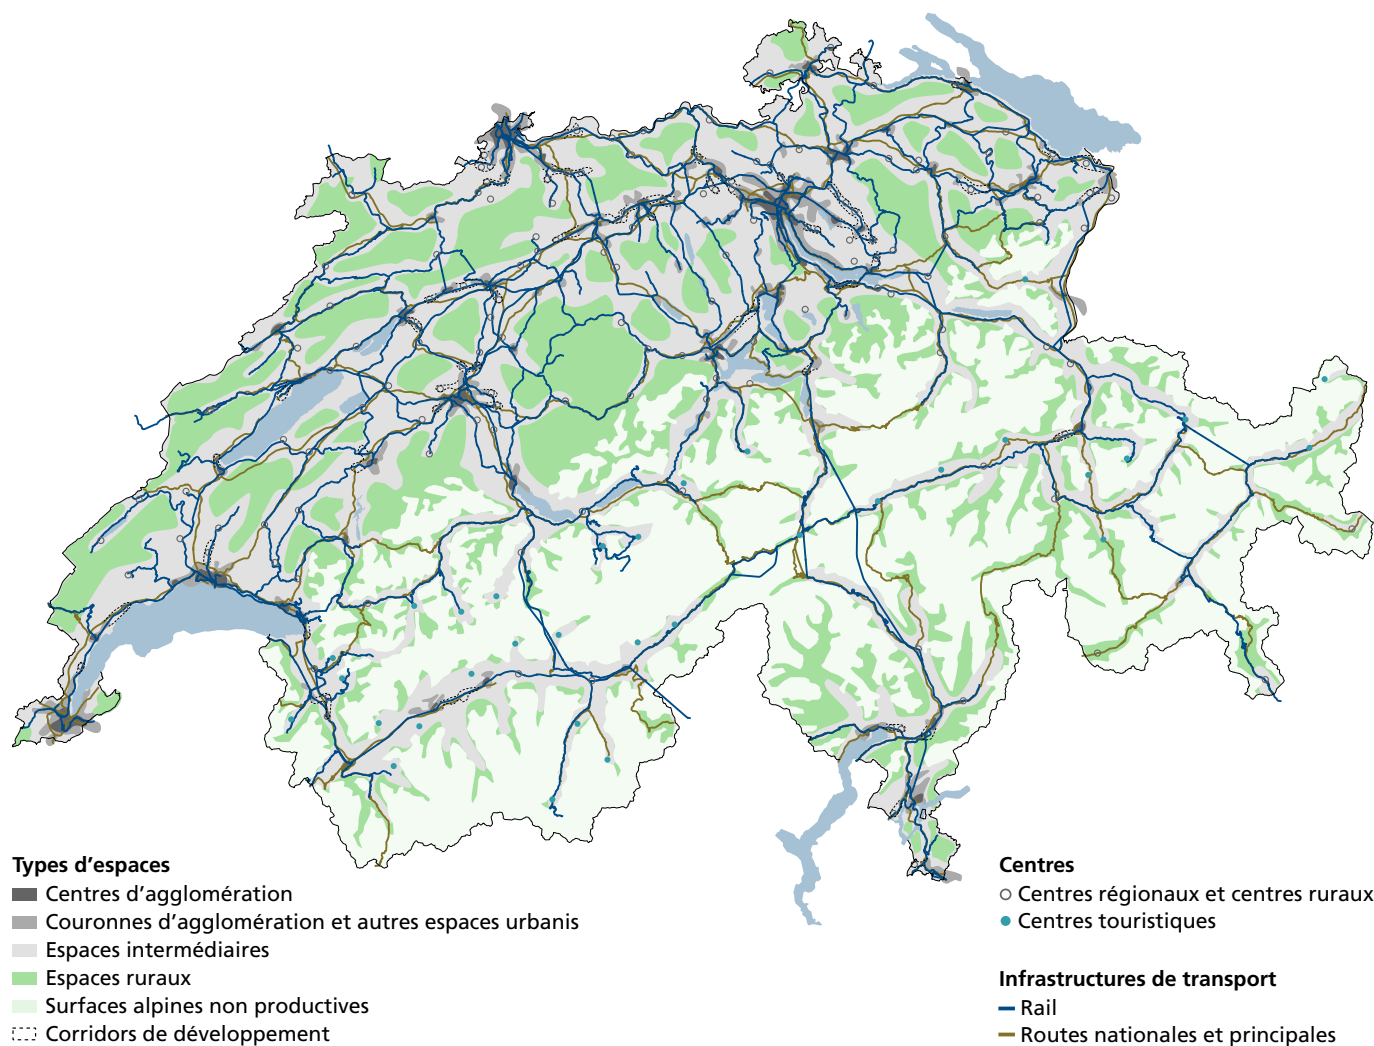 Types d’espaces
Centres d’agglomération
Couronnes d’agglomération et autres espaces urbanis
Espaces intermédiaires
Espaces ruraux
Surfaces alpines non productives
Corridors de développement
Centres
Centres régionaux et centres ruraux
Centres touristiques
Infrastructures de transport
Rail
Routes nationales et principales